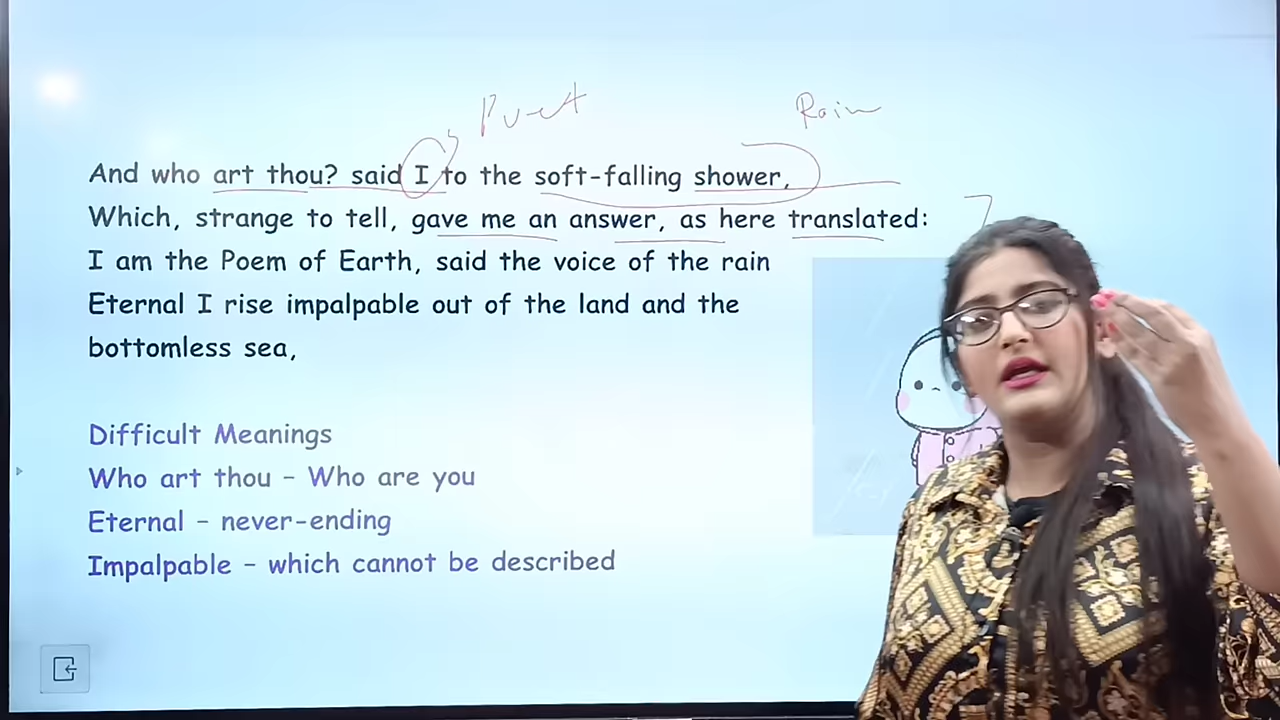 Poet
Rain
And who art thou? said I to the soft-falling shower,
Which, strange to tell, gave me an answer, as here translated:
I am the Poem of Earth, said the voice of the rain
Eternal I rise impalpable out of the land and the
bottomless sea,
Difficult Meanings
Who art thou - Who are you
Eternal - never-ending
Impalpable - which cannot be described